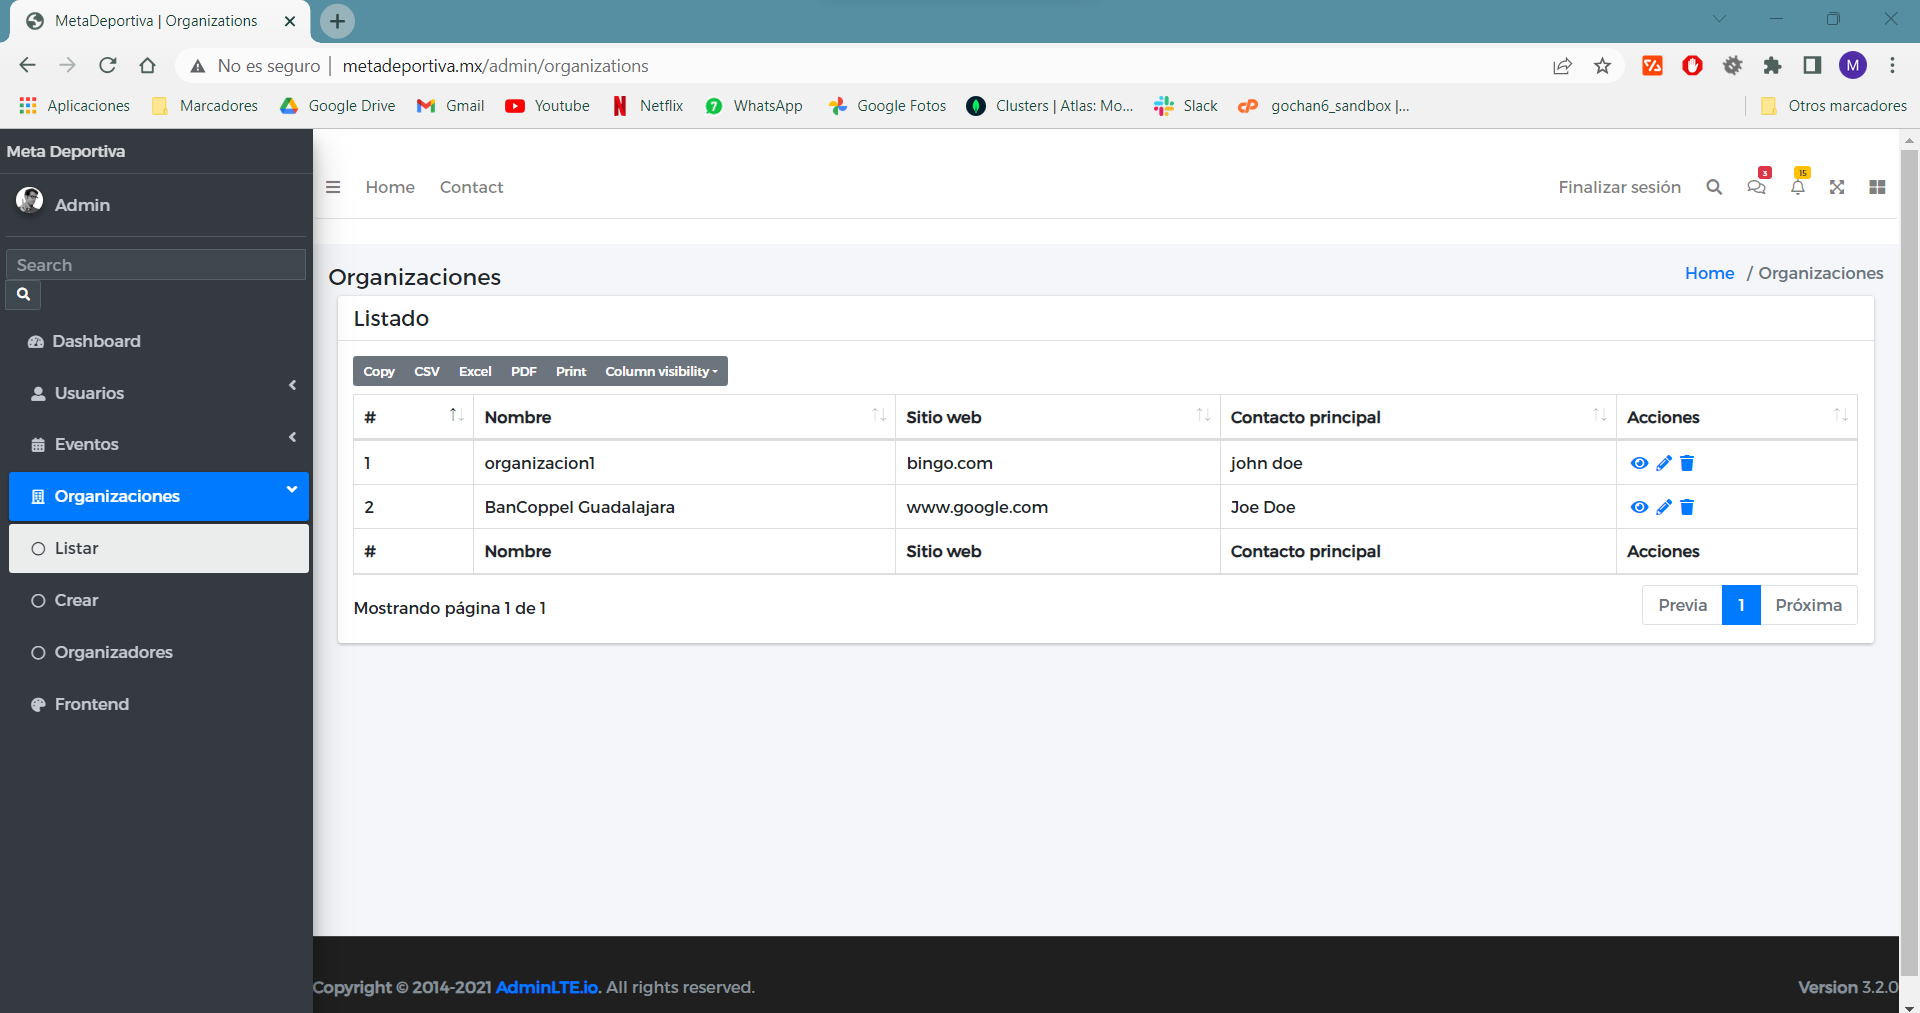 MetaDeportiva | Organizations
No es seguro | metadeportiva.mx/admin/organizations
M
Aplicaciones Marcadores Google Drive Gmail Youtube Netflix WhatsApp Google Fotos Clusters | Atlas: Mo... Slack gochan6_sandbox |... Otros marcadores
Meta Deportiva
Admin
Search
Dashboard
Usuarios
Eventos
Organizaciones
Listar
Crear
Organizadores
Frontend
Home Contact Finalizar sesión 3 15
Organizaciones Home / Organizaciones
Listado
Copy CSV Excel PDF Print Column visibility
# Nombre Sitio web Contacto principal Acciones
1 organizacion1 bingo.com john doe
2 BanCoppel Guadalajara www.google.com Joe Doe
# Nombre Sitio web Contacto principal Acciones
Mostrando página 1 de 1 Previa 1 Próxima
Copyright © 2014-2021 AdminLTE.io. All rights reserved. Version 3.2.0